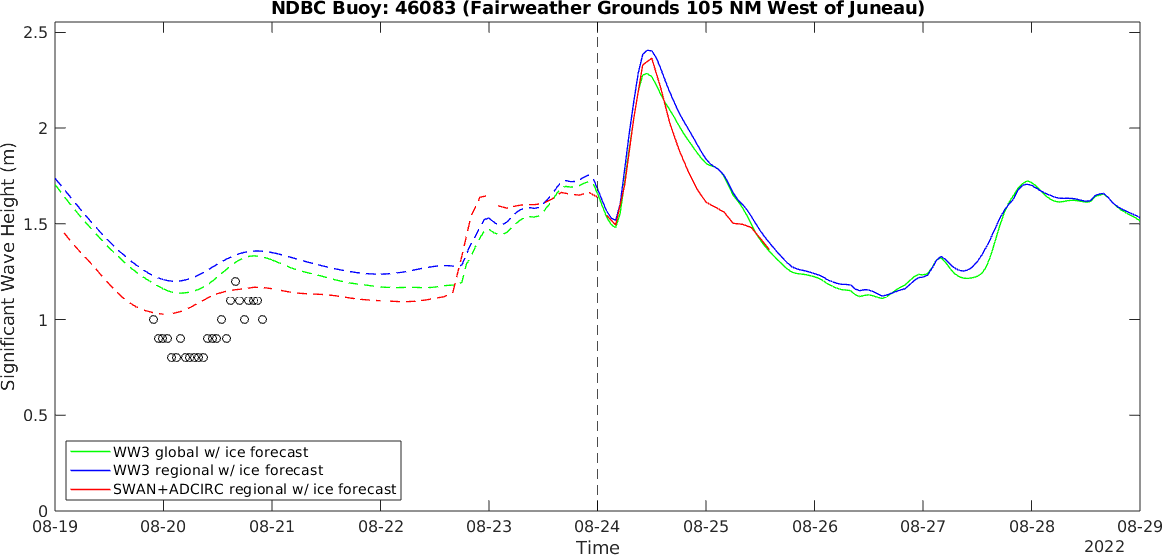 NDBC Buoy: 46083 (Fairweather Grounds 105 NM West of Juneau)
Significant Wave Height (m)
2.5
2
1.5
1
0.5
0
WW3 global w/ ice forecast
WW3 regional w/ ice forecast
SWAN+ADCIRC regional w/ ice forecast
08-19 08-20 08-21 08-22 08-23 08-24 08-25 08-26 08-27 08-28 08-29
Time
2022